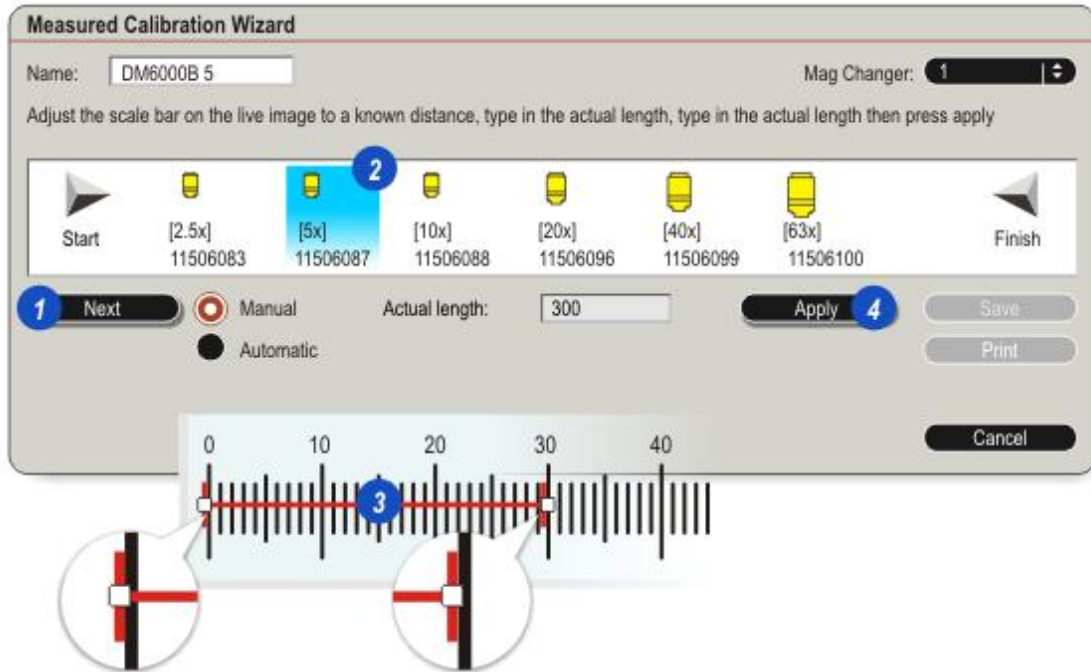 Measured Calibration Wizard
Name: DM6000B 5 Mag Changer: 1
Adjust the scale bar on the live image to a known distance, type in the actual length, type in the actual length then press apply
2
Start [2.5x] [5x] [10x] [20x] [40x] [63x] Finish
11506083 11506087 11506088 11506096 11506099 11506100
1 Next Manual Actual length: 300 Apply 4 Save
Automatic Print
Cancel
0 10 20 30 40
3